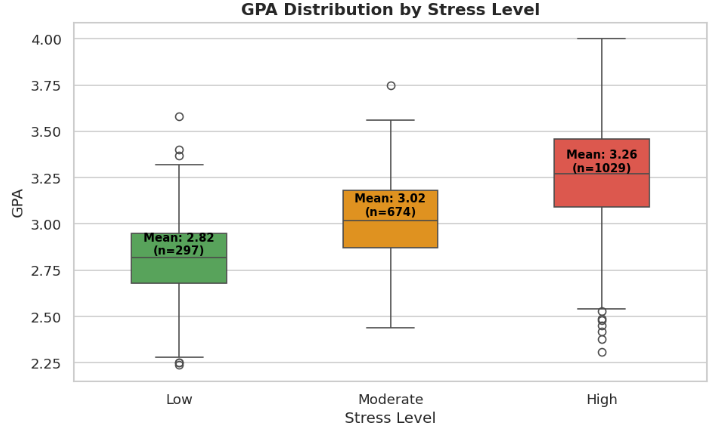 GPA Distribution by Stress Level
GPA
4.00
3.75
3.50
3.25
3.00
2.75
2.50
2.25
Mean: 2.82
(n=297)
Mean: 3.02
(n=674)
Mean: 3.26
(n=1029)
Low
Moderate
High
Stress Level